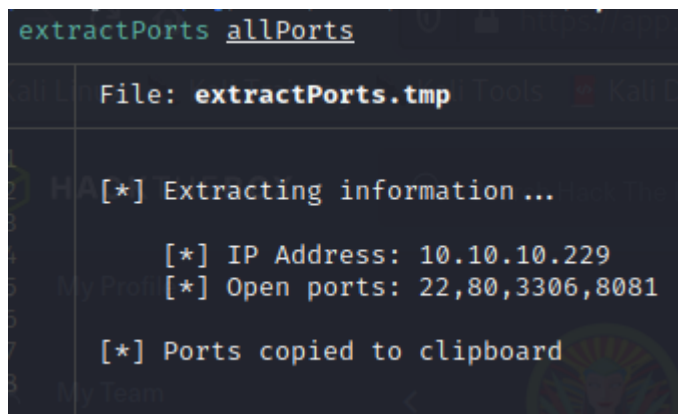 extractPorts allPorts
File: extractPorts.tmp
[*] Extracting information...
[*] IP Address: 10.10.10.229
[*] Open ports: 22,80,3306,8081
[*] Ports copied to clipboard